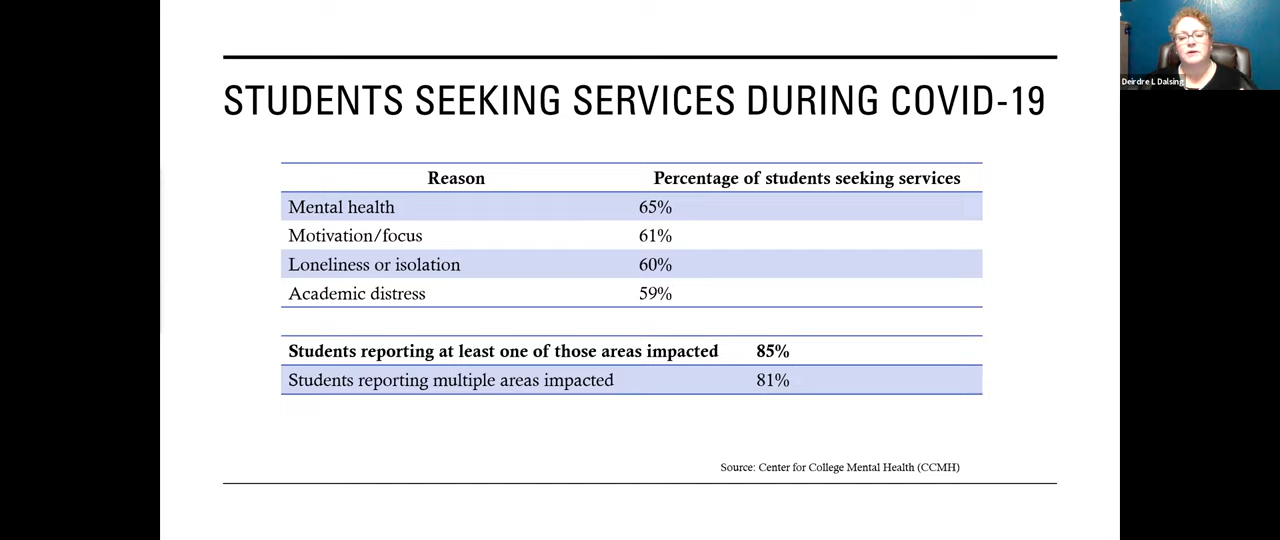 STUDENTS SEEKING SERVICES DURING COVID-19
Reason Percentage of students seeking services
Mental health 65%
Motivation/focus 61%
Loneliness or isolation 60%
Academic distress 59%
Students reporting at least one of those areas impacted 85%
Students reporting multiple areas impacted 81%
Source: Center for College Mental Health (CCMH)
Deirdre L Dalsing